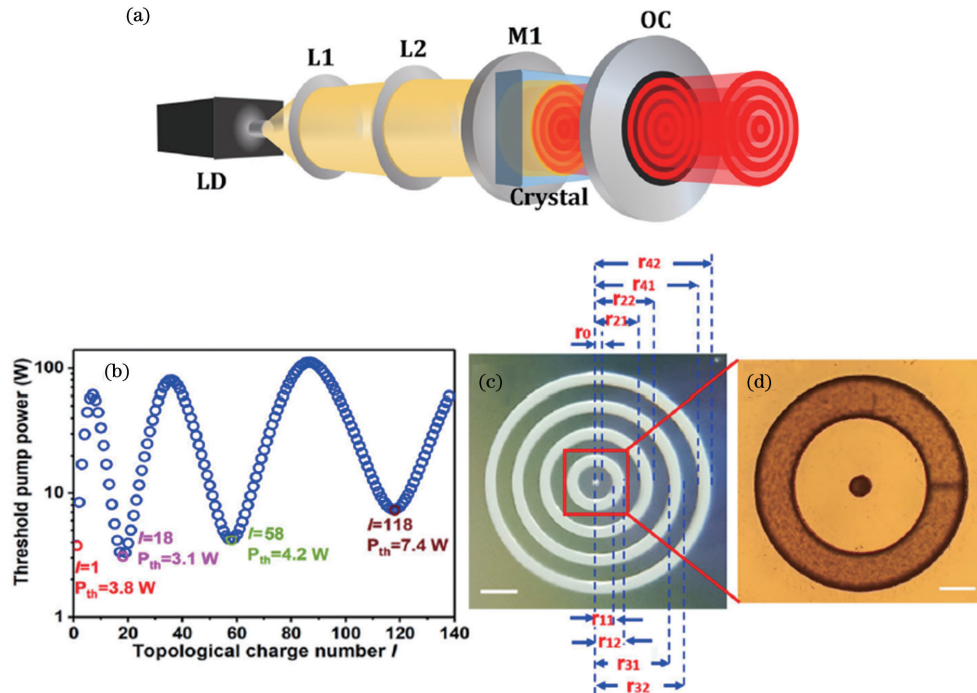 (a)
L1
L2
M1
OC
LD
Crystal
(b)
Threshold pump power (W)
100
10
1
l=1
Pth=3.8 W
l=18
Pth=3.1 W
l=58
Pth=4.2 W
l=118
Pth=7.4 W
0 20 40 60 80 100 120 140
Topological charge number l
r42
r41
r22
r21
r0
(c)
(d)
r11
r12
r31
r32